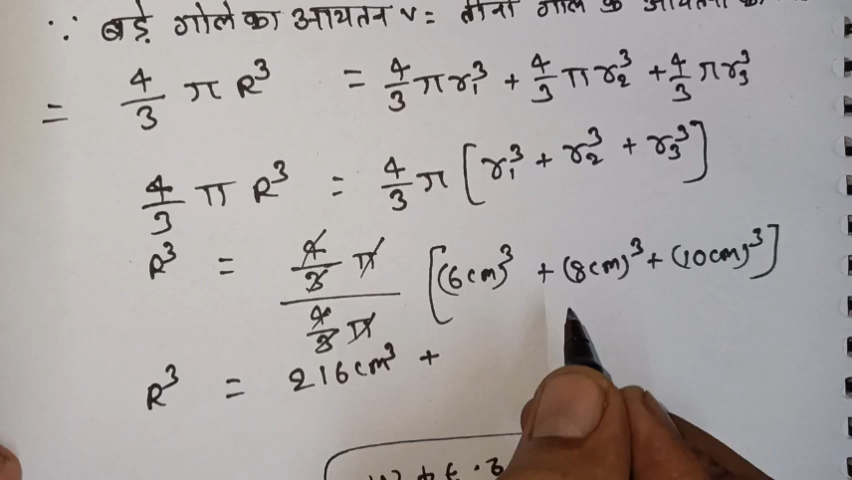 ∵ बड़े गोले का आयतन V = तीनों गोले के आयतनों का
= 4/3 π R³ = 4/3 π r₁³ + 4/3 π r₂³ + 4/3 π r₃³
4/3 π R³ = 4/3 π [r₁³ + r₂³ + r₃³]
R³ = (4/3 π)/(4/3 π) [(6cm)³ + (8cm)³ + (10cm)³]
R³ = 216cm³ +